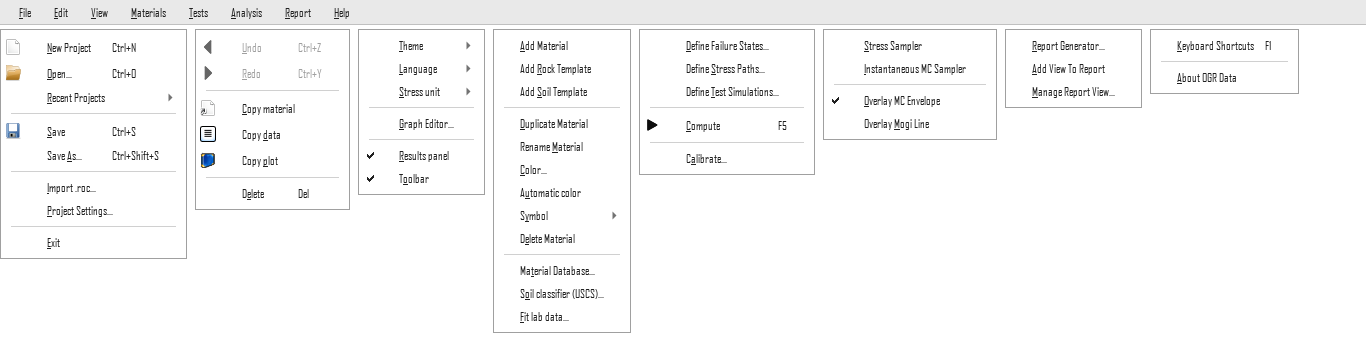 File Edit View Materials Tests Analysis Report Help
New Project Ctrl+N
Open... Ctrl+O
Recent Projects
Save Ctrl+S
Save As... Ctrl+Shift+S
Import .roc...
Project Settings...
Exit
Undo Ctrl+Z
Redo Ctrl+Y
Copy material
Copy data
Copy plot
Delete Del
Theme
Language
Stress unit
Graph Editor...
Results panel
Toolbar
Add Material
Add Rock Template
Add Soil Template
Duplicate Material
Rename Material
Color...
Automatic color
Symbol
Delete Material
Material Database...
Soil classifier (USCS)...
Fit lab data...
Define Failure States...
Define Stress Paths...
Define Test Simulations...
Compute F5
Calibrate...
Stress Sampler
Instantaneous MC Sampler
Overlay MC Envelope
Overlay Mogi Line
Report Generator...
Add View To Report
Manage Report View...
Keyboard Shortcuts F1
About OGR Data